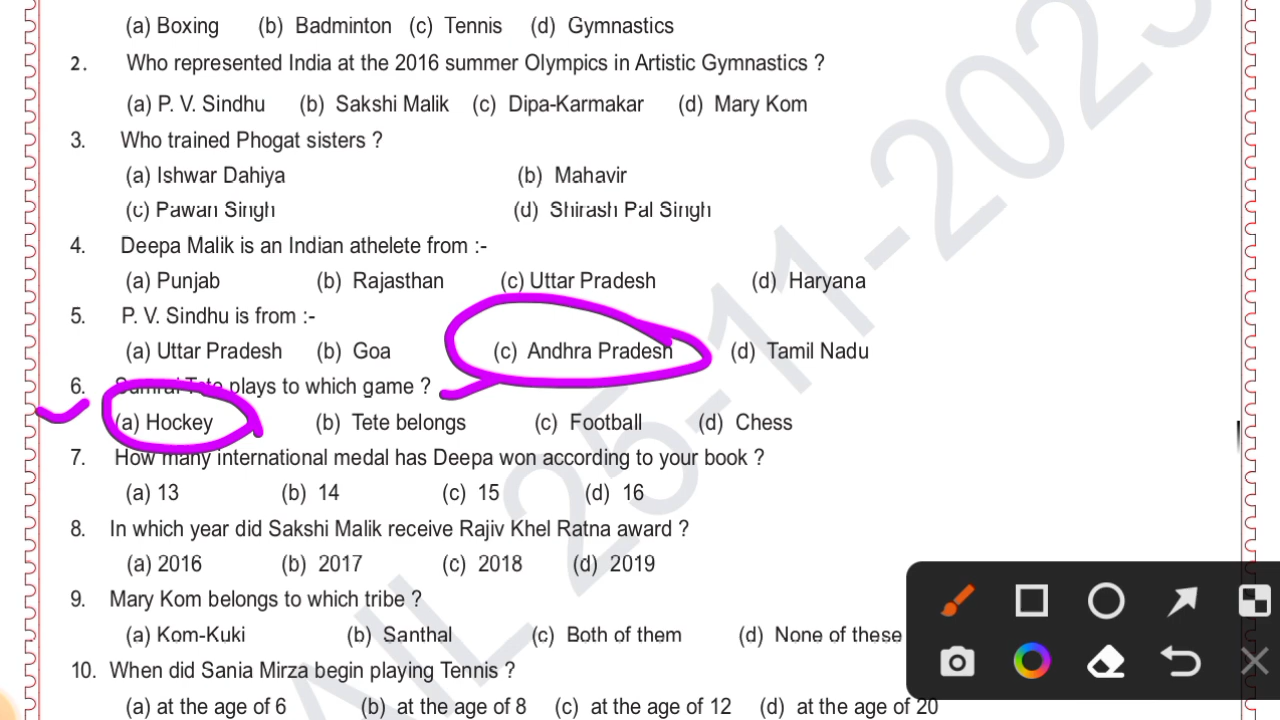 (a) Boxing (b) Badminton (c) Tennis (d) Gymnastics
2. Who represented India at the 2016 summer Olympics in Artistic Gymnastics ?
(a) P. V. Sindhu (b) Sakshi Malik (c) Dipa-Karmakar (d) Mary Kom
3. Who trained Phogat sisters ?
(a) Ishwar Dahiya (b) Mahavir
(c) Pawan Singh (d) Shirash Pal Singh
4. Deepa Malik is an Indian athelete from :-
(a) Punjab (b) Rajasthan (c) Uttar Pradesh (d) Haryana
5. P. V. Sindhu is from :-
(a) Uttar Pradesh (b) Goa (c) Andhra Pradesh (d) Tamil Nadu
6. plays to which game ?
(a) Hockey (b) Tete belongs (c) Football (d) Chess
7. How many international medal has Deepa won according to your book ?
(a) 13 (b) 14 (c) 15 (d) 16
8. In which year did Sakshi Malik receive Rajiv Khel Ratna award ?
(a) 2016 (b) 2017 (c) 2018 (d) 2019
9. Mary Kom belongs to which tribe ?
(a) Kom-Kuki (b) Santhal (c) Both of them (d) None of these
10. When did Sania Mirza begin playing Tennis ?
(a) at the age of 6 (b) at the age of 8 (c) at the age of 12 (d) at the age of 20